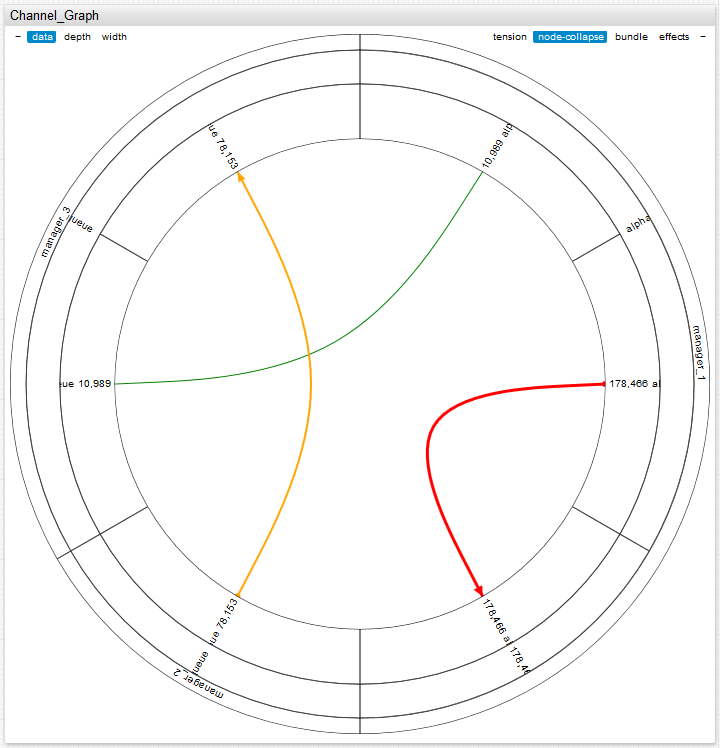 Channel_Graph
− data depth width
tension node-collapse bundle effects −
ue 78,153
10,989 alp
manager_3
ueue
alpha
manager_1
ue 10,989
178,466 al
ue 78,153
ueue
manager_2
178,466 al
178,46